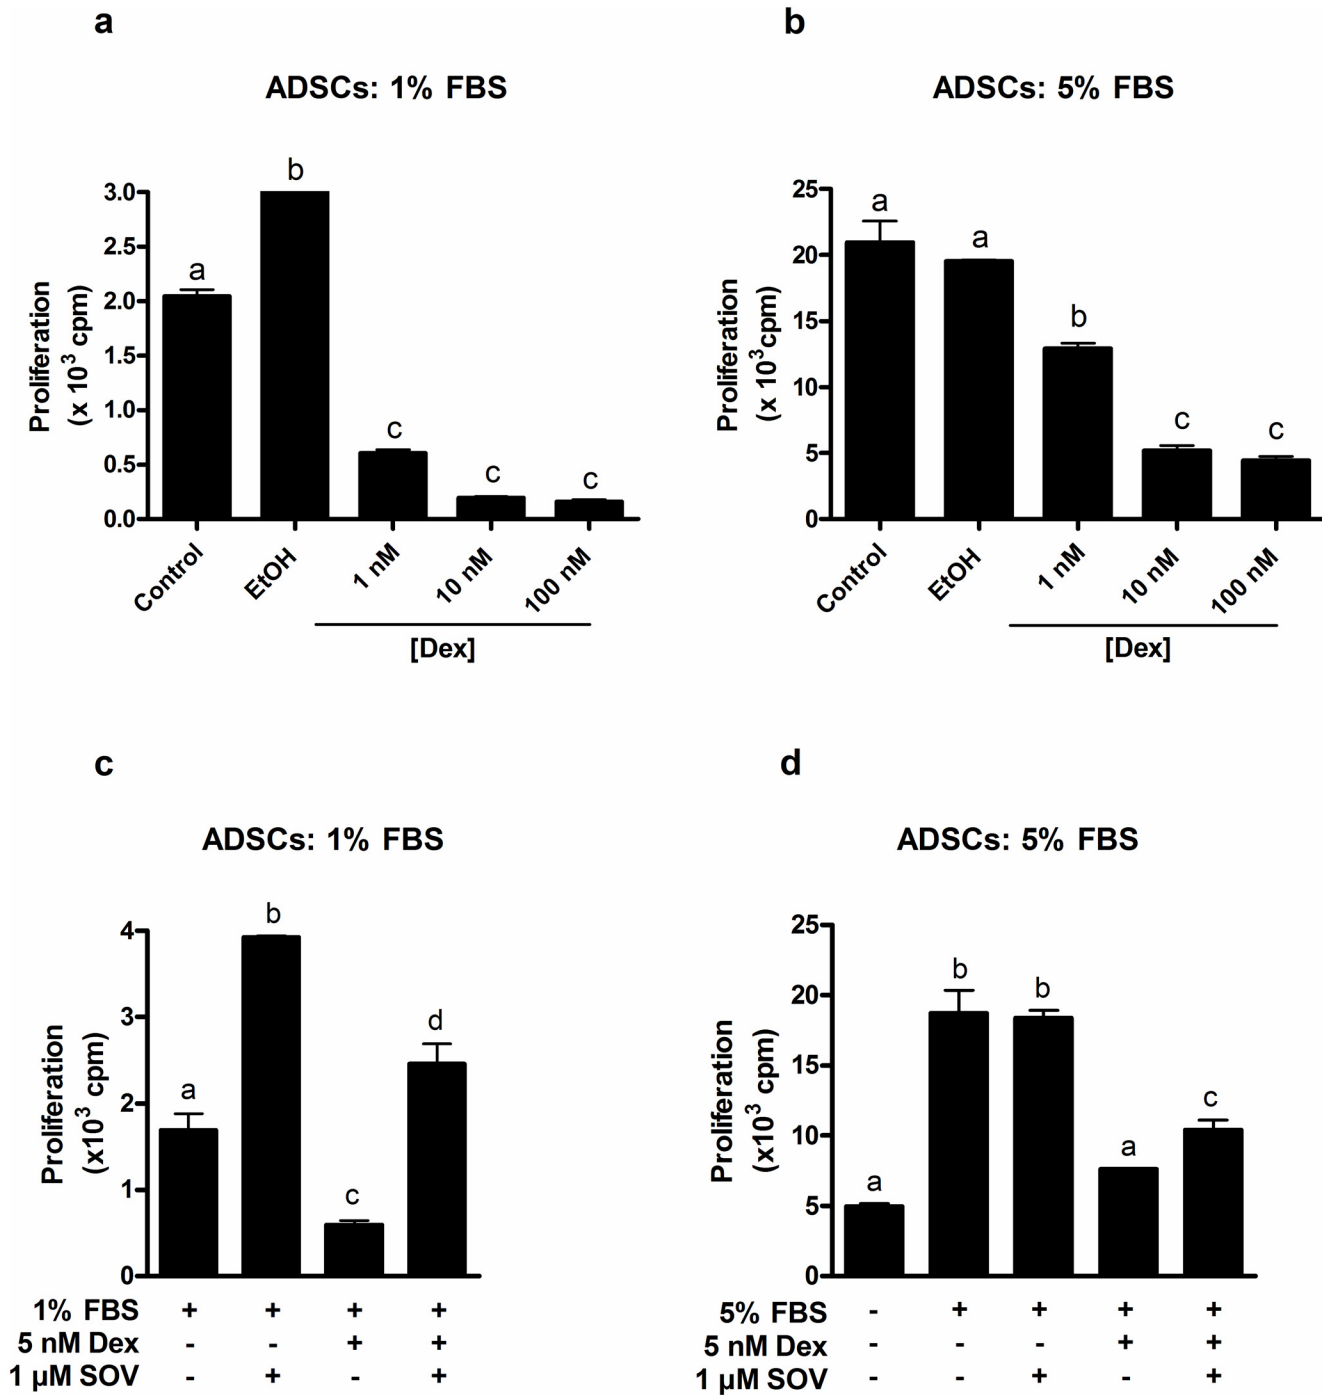 a
ADSCs: 1% FBS
Proliferation
(x 10³ cpm)
3.0
2.5
2.0
1.5
1.0
0.5
0.0
a
b
c
c
c
Control
EtOH
1 nM
10 nM
100 nM
[Dex]
b
ADSCs: 5% FBS
Proliferation
(x 10³cpm)
25
20
15
10
5
0
a
a
b
c
c
Control
EtOH
1 nM
10 nM
100 nM
[Dex]
c
ADSCs: 1% FBS
Proliferation
(x10³ cpm)
4
3
2
1
0
a
b
c
d
1% FBS + + + +
5 nM Dex - - + +
1 µM SOV - + - +
d
ADSCs: 5% FBS
Proliferation
(x10³ cpm)
25
20
15
10
5
0
a
b
b
a
c
5% FBS - + + + +
5 nM Dex - - - + +
1 µM SOV - - + - +